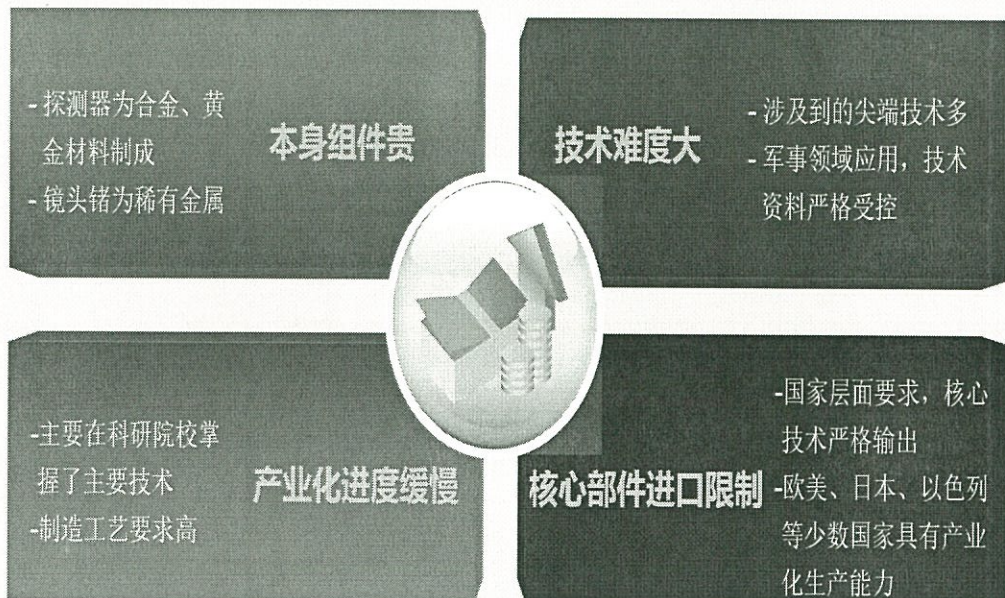 - 探测器为合金、黄
金材料制成
- 镜头锗为稀有金属
本身组件贵
技术难度大
- 涉及到的尖端技术多
- 军事领域应用，技术
资料严格受控
-主要在科研院校掌
握了主要技术
-制造工艺要求高
产业化进度缓慢
核心部件进口限制
-国家层面要求，核心
技术严格输出
-欧美、日本、以色列
等少数国家具有产业
化生产能力